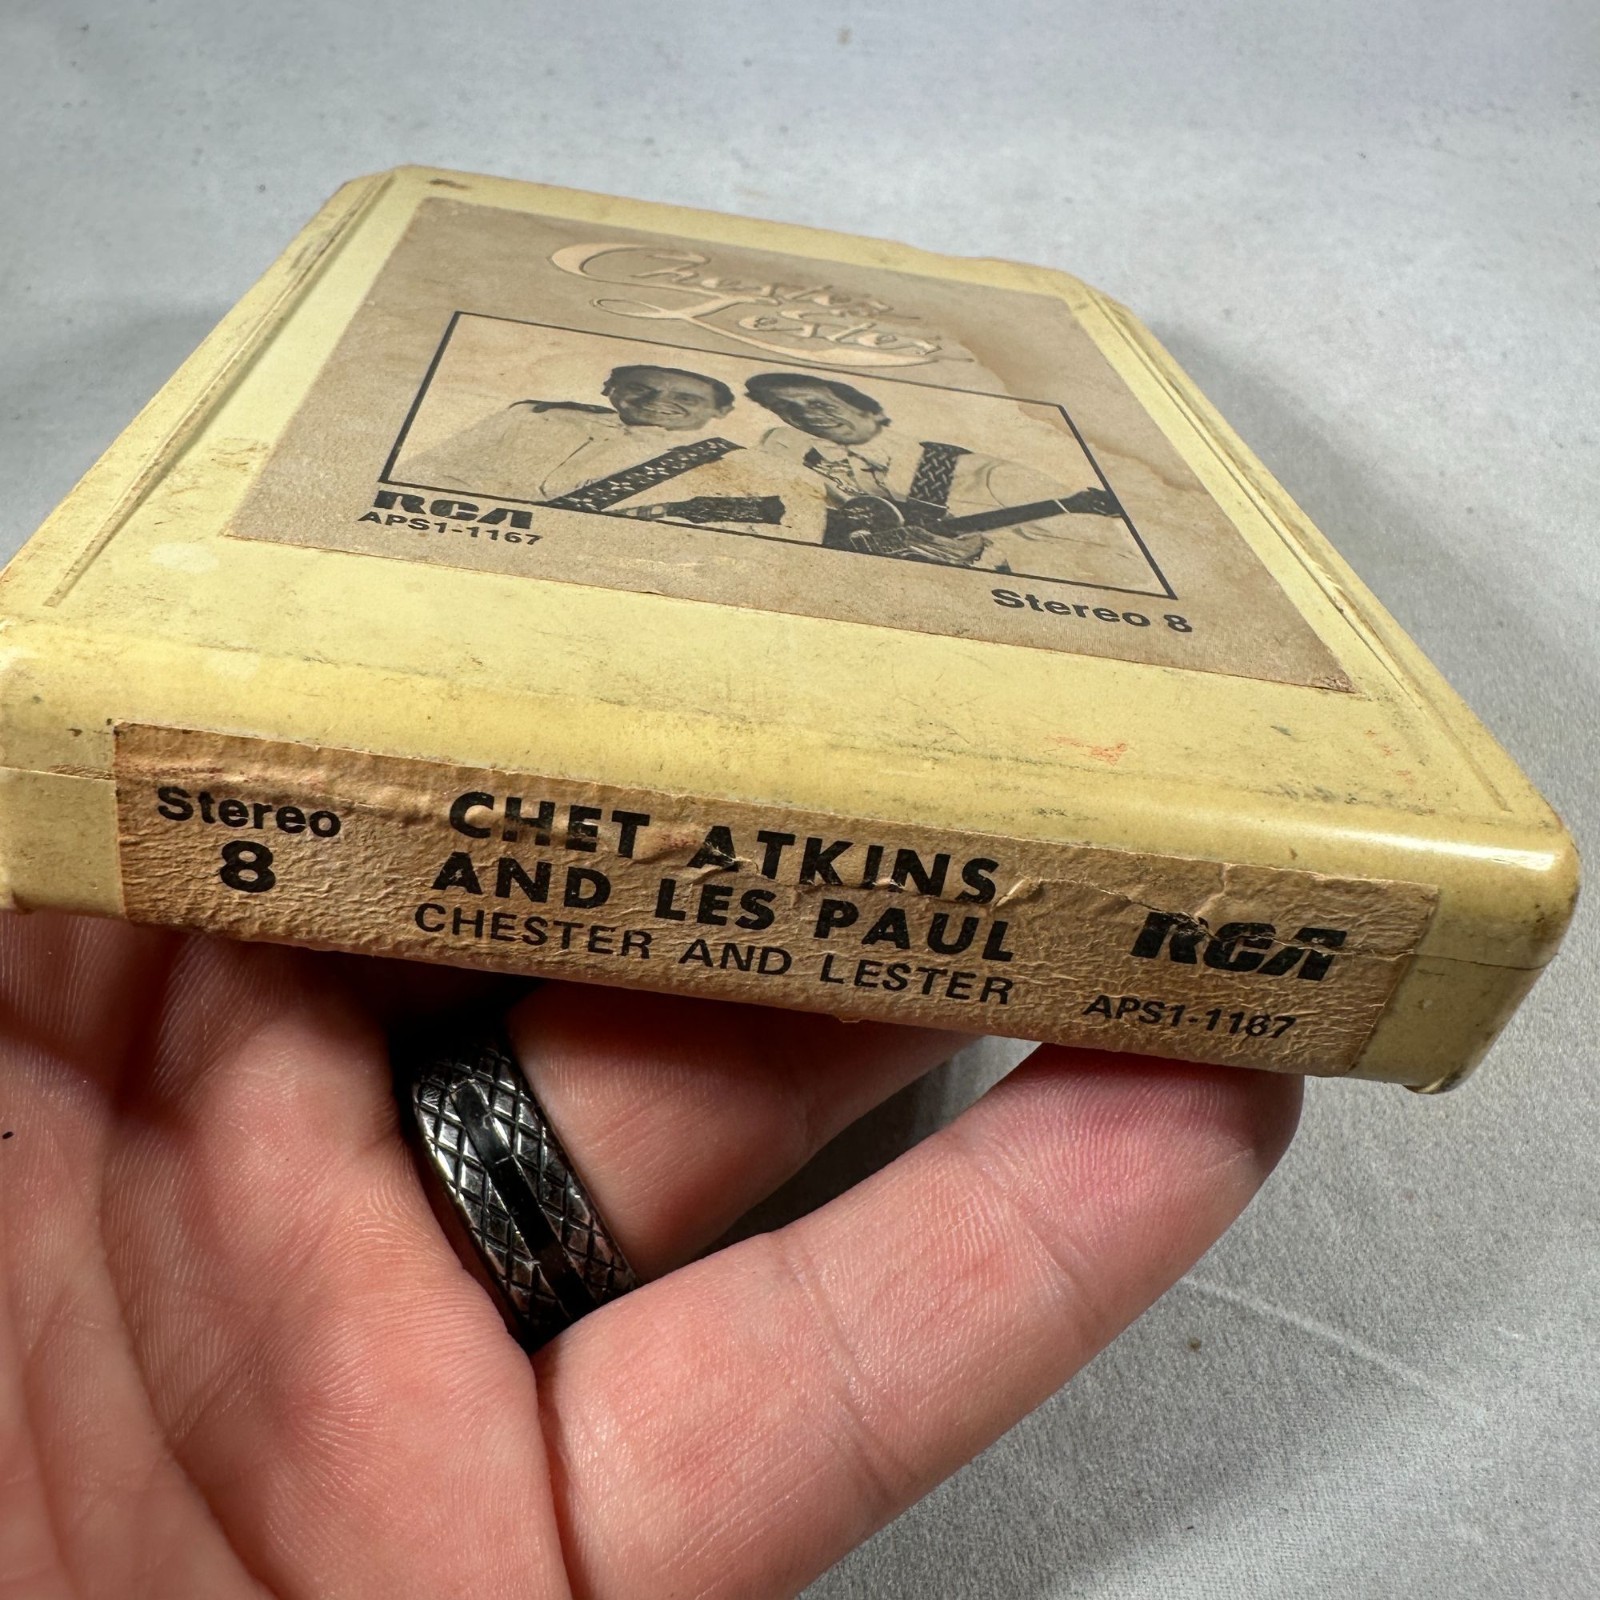 Chester
& Lester
RCA
APS1-1167
Stereo 8
Stereo
8
CHET ATKINS
AND LES PAUL
CHESTER AND LESTER
RCA
APS1-1167